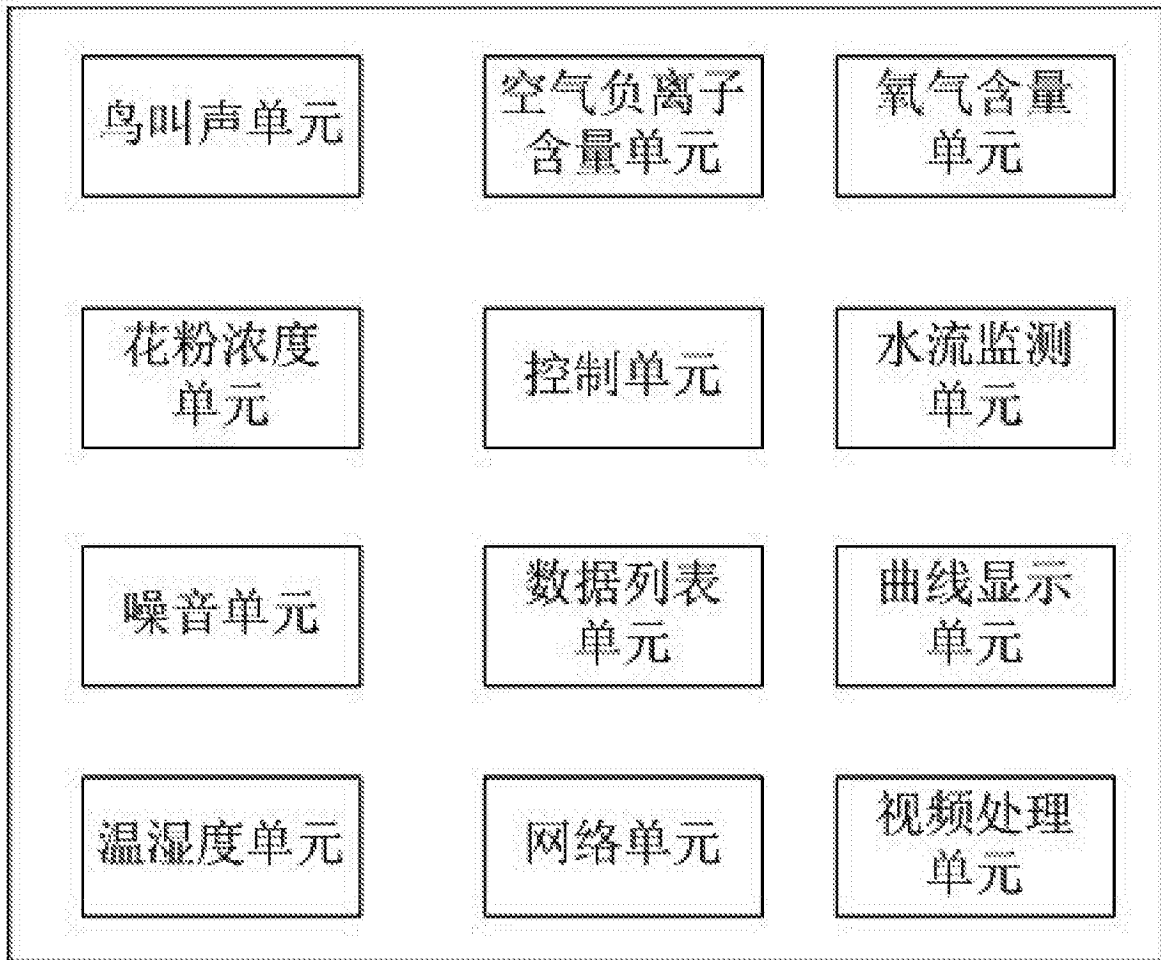 鸟叫声单元
空气负离子
含量单元
氧气含量
单元
花粉浓度
单元
控制单元
水流监测
单元
噪音单元
数据列表
单元
曲线显示
单元
温湿度单元
网络单元
视频处理
单元